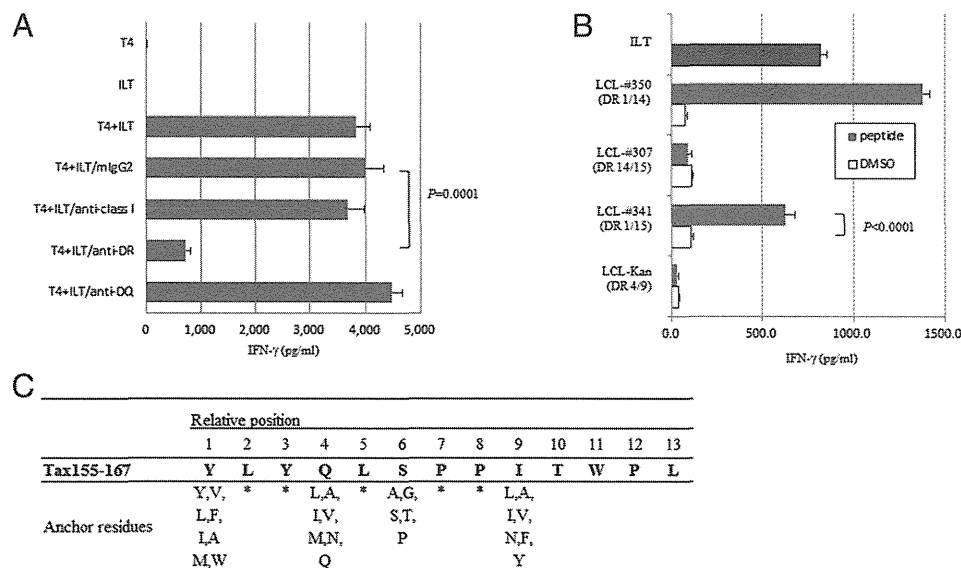 A
T4
ILT
T4+ILT
T4+ILT/mIgG2
T4+ILT/anti-class I
T4+ILT/anti-DR
T4+ILT/anti-DQ
P=0.0001
0 1,000 2,000 3,000 4,000 5,000
IFN-γ (pg/ml)
B
ILT
LCL-#350
(DR 1/14)
LCL-#307
(DR 14/15)
LCL-#341
(DR 1/15)
LCL-Kan
(DR 4/9)
peptide
DMSO
P<0.0001
0.0 500.0 1000.0 1500.0
IFN-γ (pg/ml)
C
Relative position
1 2 3 4 5 6 7 8 9 10 11 12 13
Tax155-167 Y L Y Q L S P P I T W P L
Y,V, * * L,A, * A,G, * * L,A,
L,F, I,V, S,T, I,V,
Anchor residues
I,A M,N, P N,F,
M,W Q Y